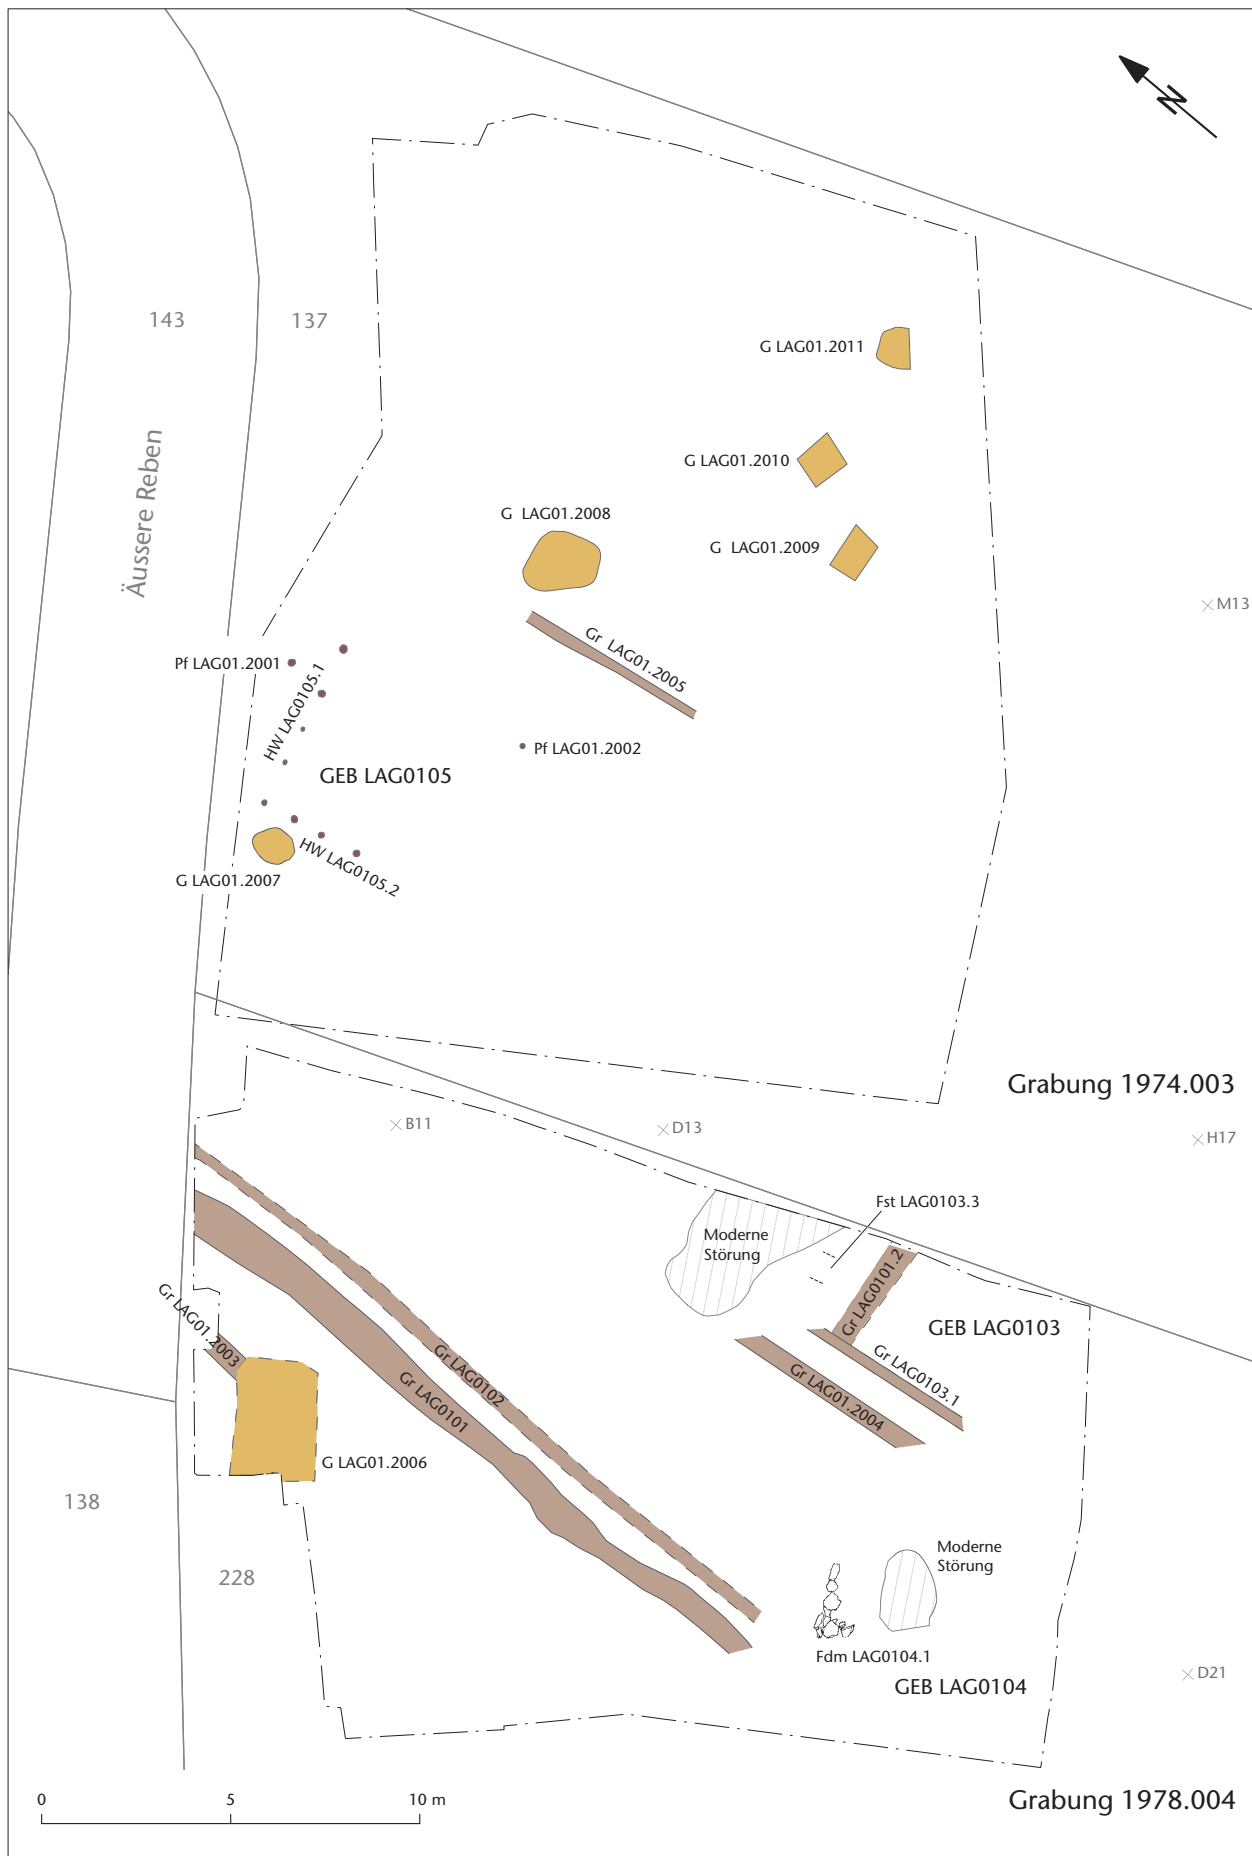 N
143
137
G LAG01.2011
G LAG01.2010
G LAG01.2008
G LAG01.2009
Äussere Reben
M13
Gr LAG01.2005
Pf LAG01.2001
HW LAG0105.1
Pf LAG01.2002
GEB LAG0105
HW LAG0105.2
G LAG01.2007
Grabung 1974.003
B11
D13
H17
Fst LAG0103.3
Moderne
Störung
Gr LAG0101.2
GEB LAG0103
Gr LAG01.2003
Gr LAG0102
Gr LAG0103.1
Gr LAG0101
Gr LAG01.2004
G LAG01.2006
138
Moderne
Störung
228
Fdm LAG0104.1
D21
GEB LAG0104
0 5 10 m
Grabung 1978.004